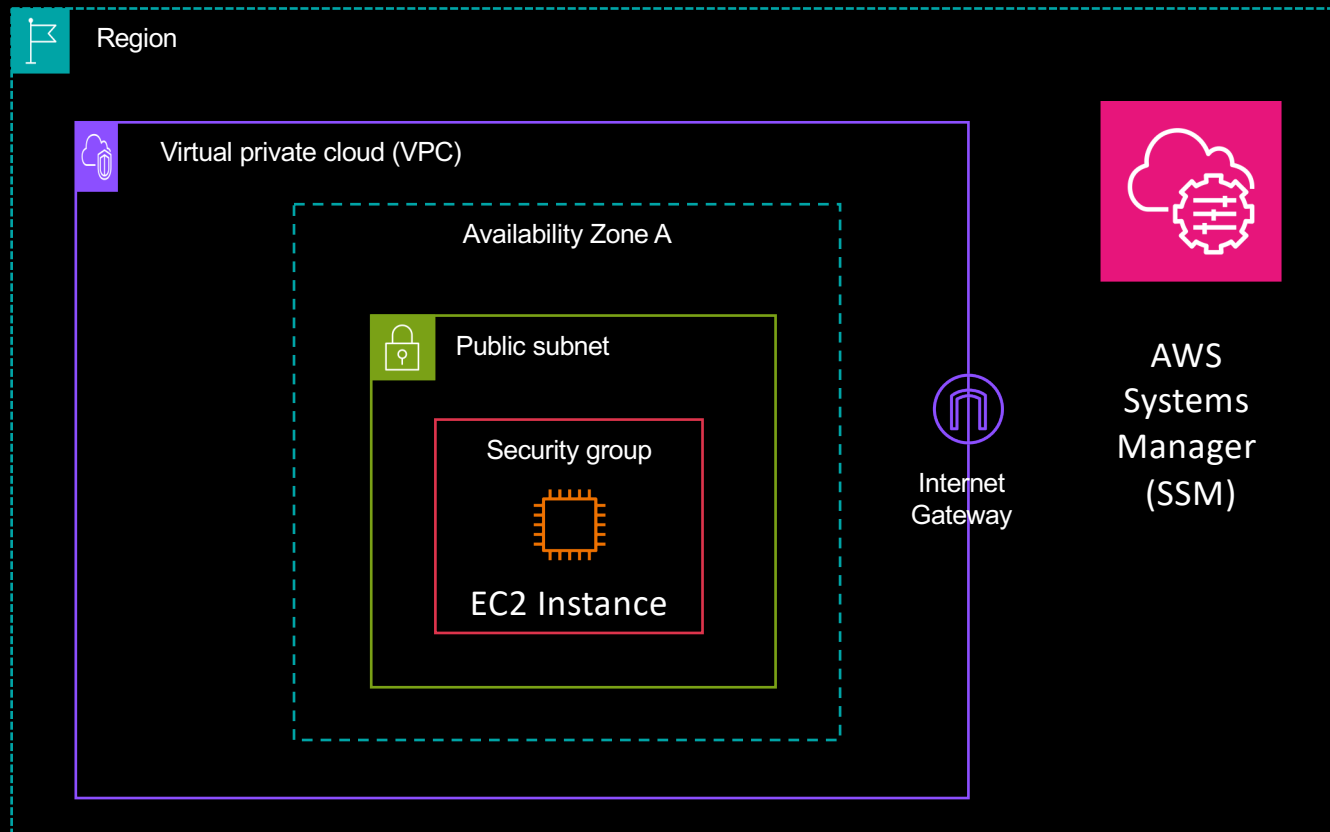 Region
Virtual private cloud (VPC)
Availability Zone A
Public subnet
Security group
EC2 Instance
Internet
Gateway
AWS
Systems
Manager
(SSM)